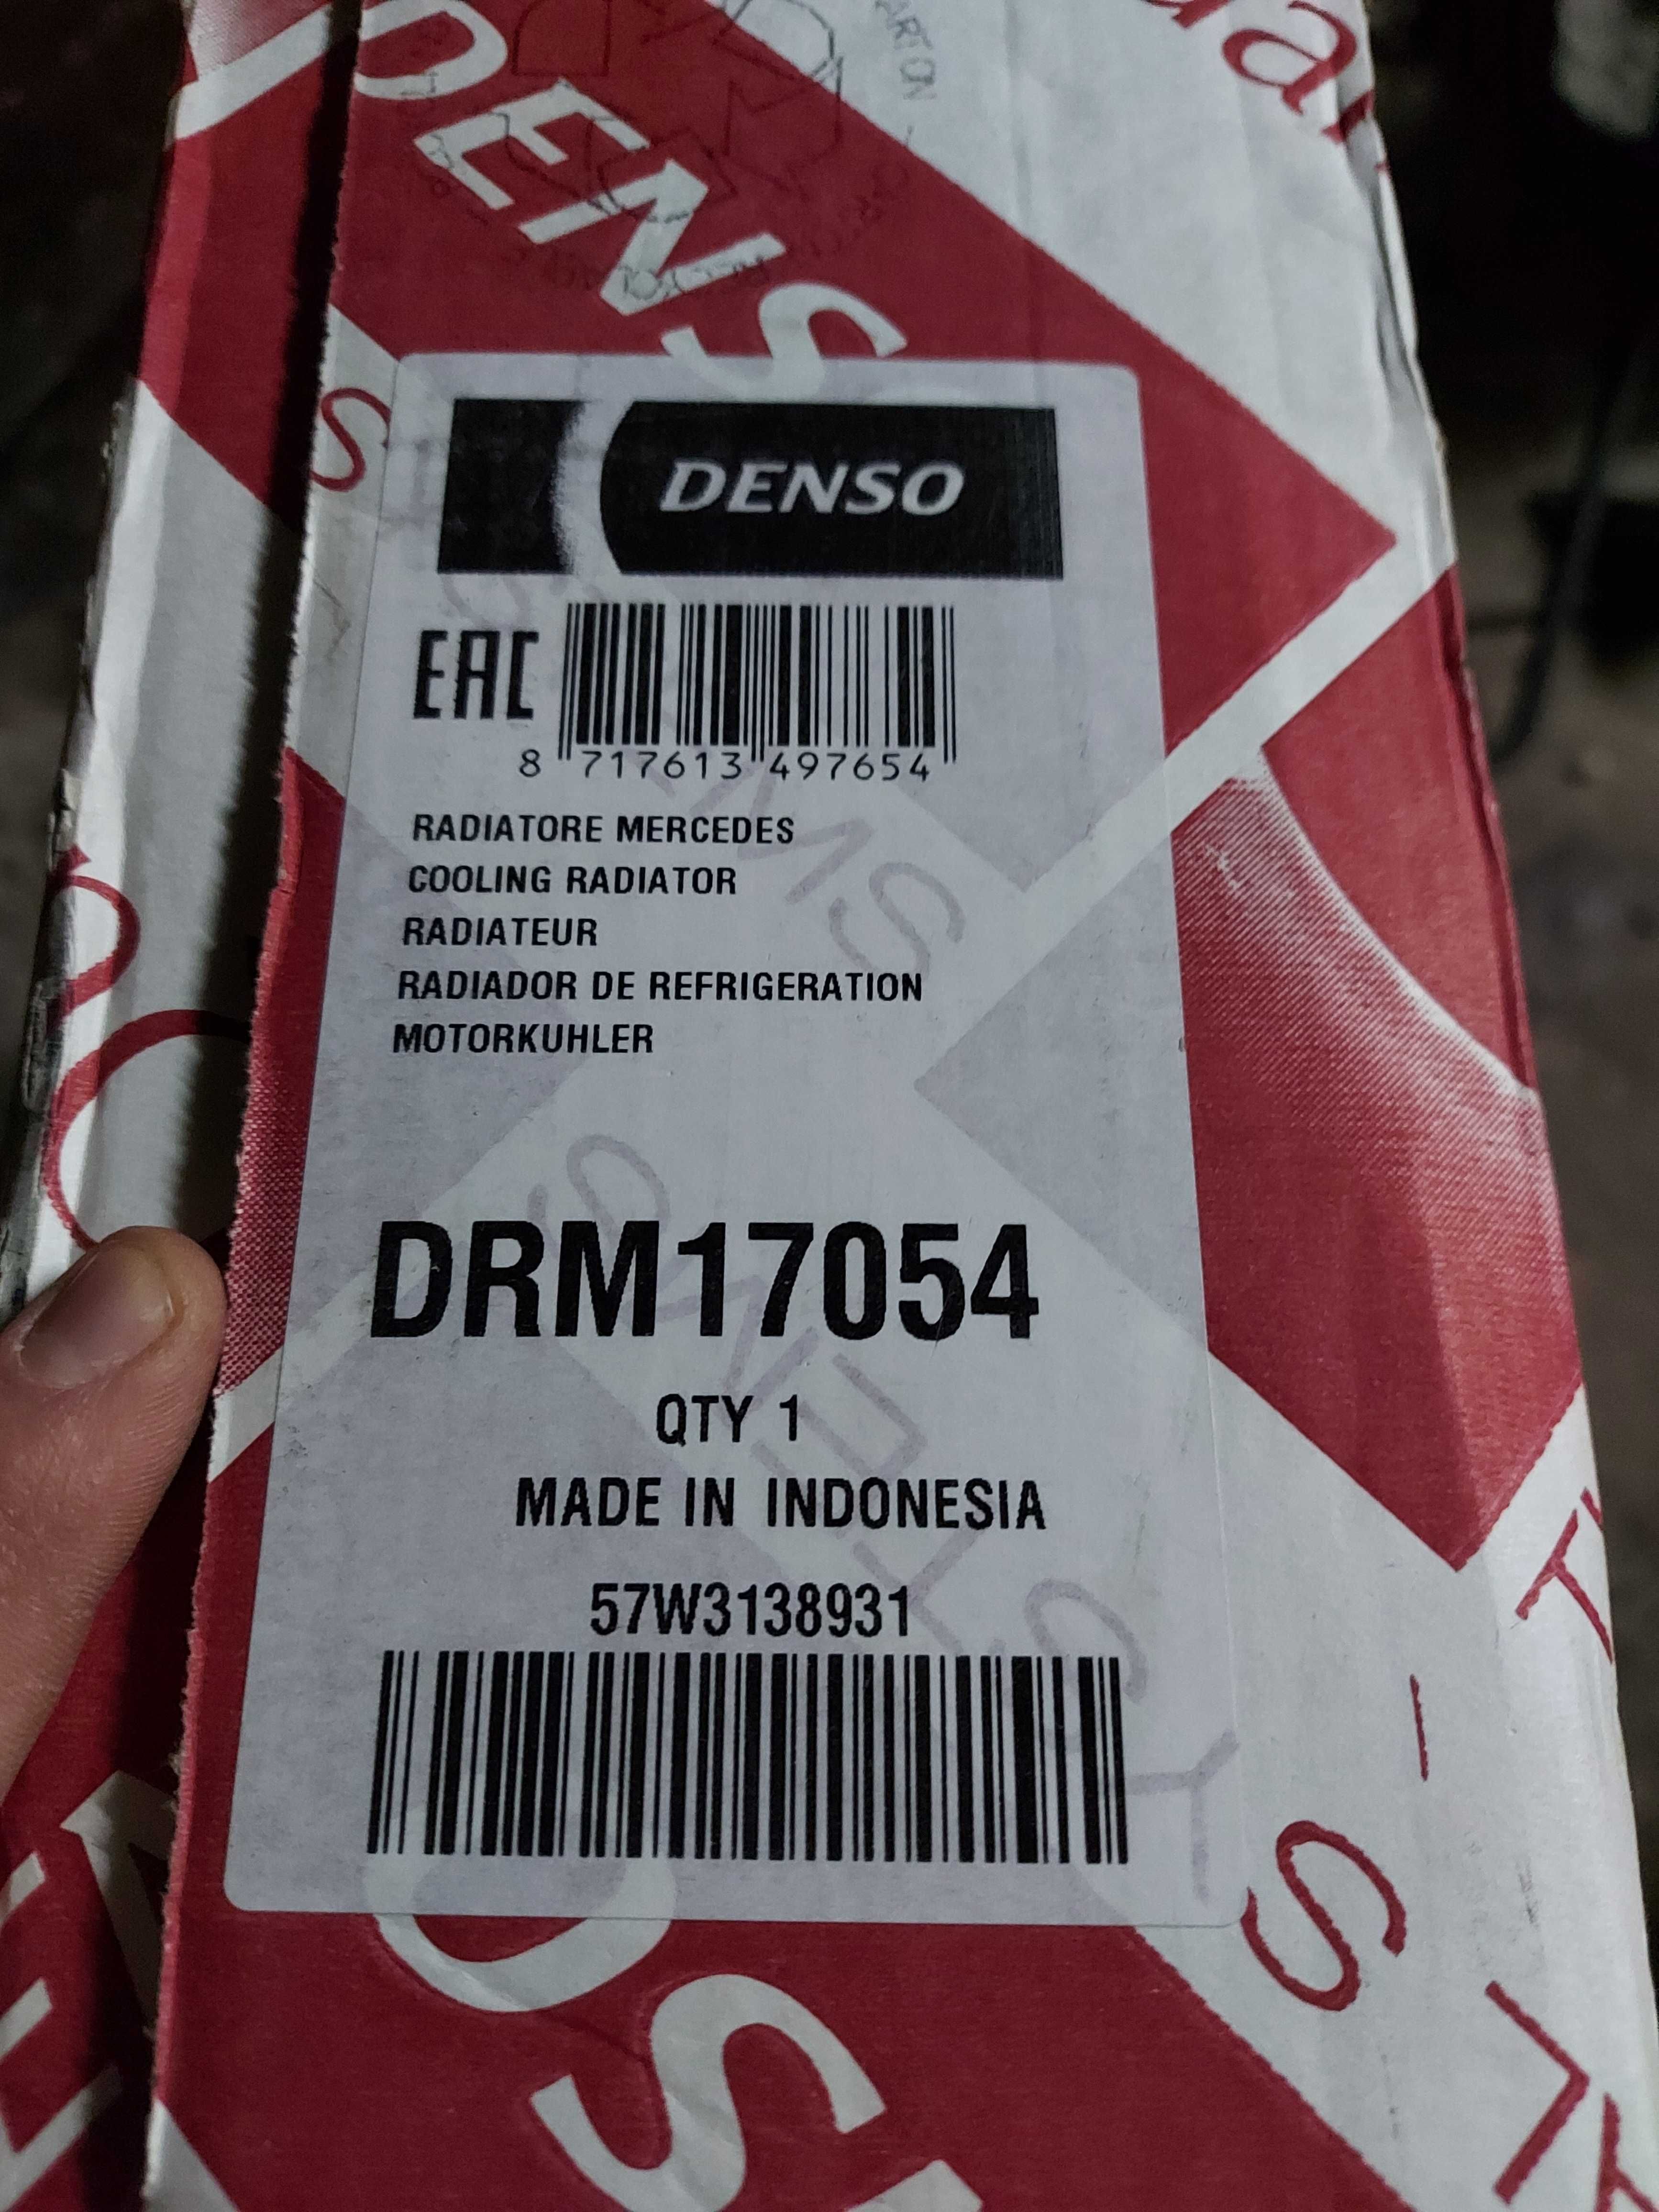 DENS
DENSO
EAC
8 717613 497654
RADIATORE MERCEDES
COOLING RADIATOR
RADIATEUR
RADIADOR DE REFRIGERATION
MOTORKUHLER
DRM17054
QTY 1
MADE IN INDONESIA
57W3138931